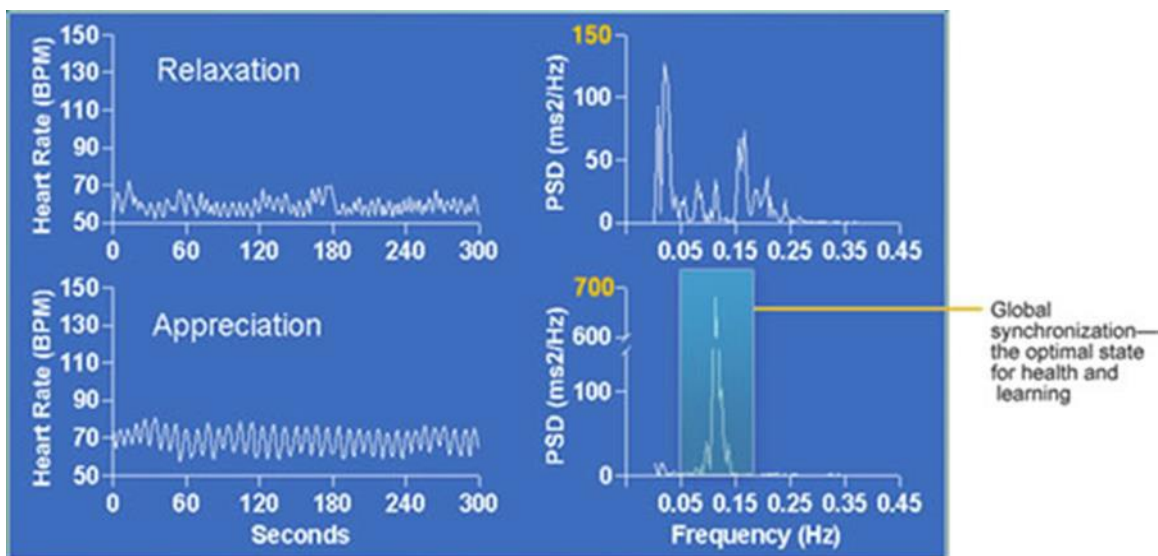 Heart Rate (BPM)
150
130
110
90
70
50
Relaxation
0 60 120 180 240 300
PSD (ms2/Hz)
150
100
50
0
0.05 0.15 0.25 0.35 0.45
Heart Rate (BPM)
150
130
110
90
70
50
Appreciation
0 60 120 180 240 300
Seconds
PSD (ms2/Hz)
700
600
100
0
0.05 0.15 0.25 0.35 0.45
Frequency (Hz)
Global
synchronization—
the optimal state
for health and
learning